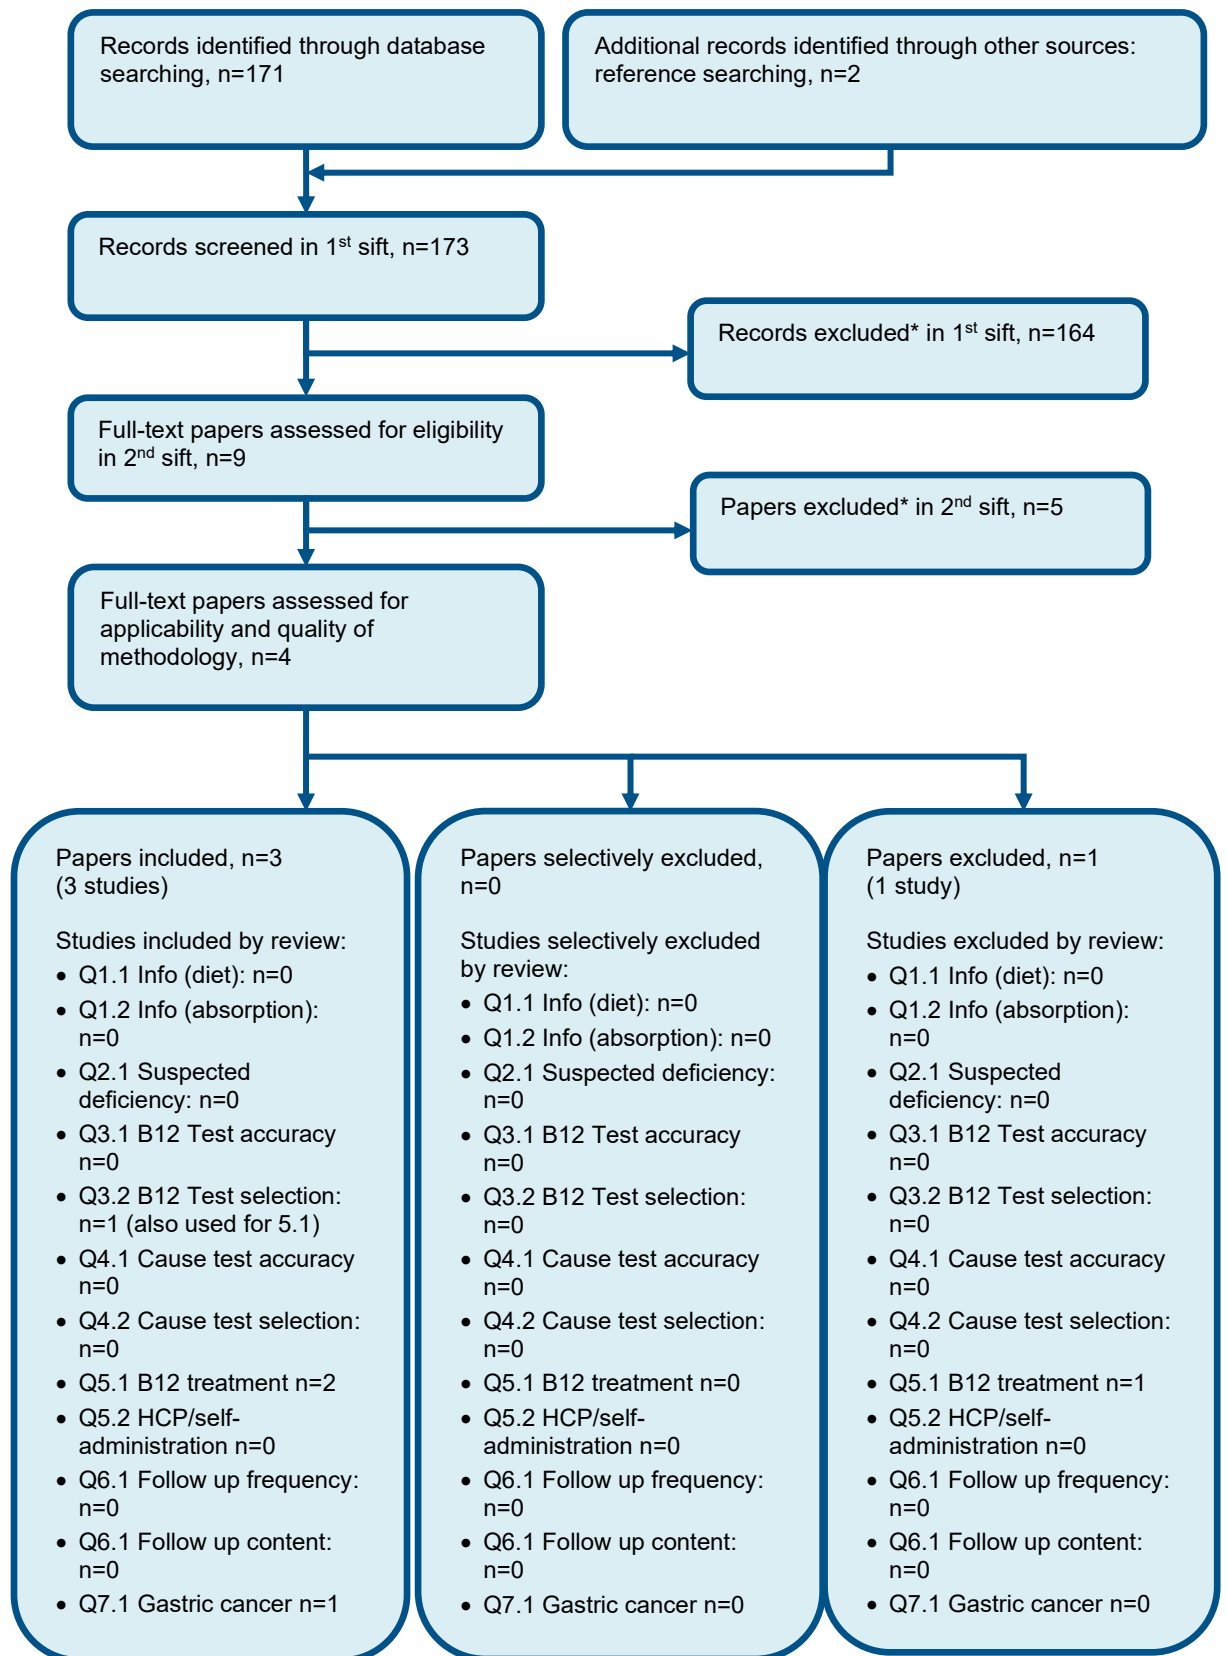 Records identified through database
searching, n=171
Additional records identified through other sources:
reference searching, n=2
Records screened in 1st sift, n=173
Records excluded* in 1st sift, n=164
Full-text papers assessed for eligibility
in 2nd sift, n=9
Papers excluded* in 2nd sift, n=5
Full-text papers assessed for
applicability and quality of
methodology, n=4
Papers included, n=3
(3 studies)
Studies included by review:
• Q1.1 Info (diet): n=0
• Q1.2 Info (absorption):
n=0
• Q2.1 Suspected
deficiency: n=0
• Q3.1 B12 Test accuracy
n=0
• Q3.2 B12 Test selection:
n=1 (also used for 5.1)
• Q4.1 Cause test accuracy
n=0
• Q4.2 Cause test selection:
n=0
• Q5.1 B12 treatment n=2
• Q5.2 HCP/self-
administration n=0
• Q6.1 Follow up frequency:
n=0
• Q6.1 Follow up content:
n=0
• Q7.1 Gastric cancer n=1
Papers selectively excluded,
n=0
Studies selectively excluded
by review:
• Q1.1 Info (diet): n=0
• Q1.2 Info (absorption): n=0
• Q2.1 Suspected deficiency:
n=0
• Q3.1 B12 Test accuracy
n=0
• Q3.2 B12 Test selection:
n=0
• Q4.1 Cause test accuracy
n=0
• Q4.2 Cause test selection:
n=0
• Q5.1 B12 treatment n=0
• Q5.2 HCP/self-
administration n=0
• Q6.1 Follow up frequency:
n=0
• Q6.1 Follow up content:
n=0
• Q7.1 Gastric cancer n=0
Papers excluded, n=1
(1 study)
Studies excluded by review:
• Q1.1 Info (diet): n=0
• Q1.2 Info (absorption):
n=0
• Q2.1 Suspected
deficiency: n=0
• Q3.1 B12 Test accuracy
n=0
• Q3.2 B12 Test selection:
n=0
• Q4.1 Cause test accuracy
n=0
• Q4.2 Cause test selection:
n=0
• Q5.1 B12 treatment n=1
• Q5.2 HCP/self-
administration n=0
• Q6.1 Follow up frequency:
n=0
• Q6.1 Follow up content:
n=0
• Q7.1 Gastric cancer n=0